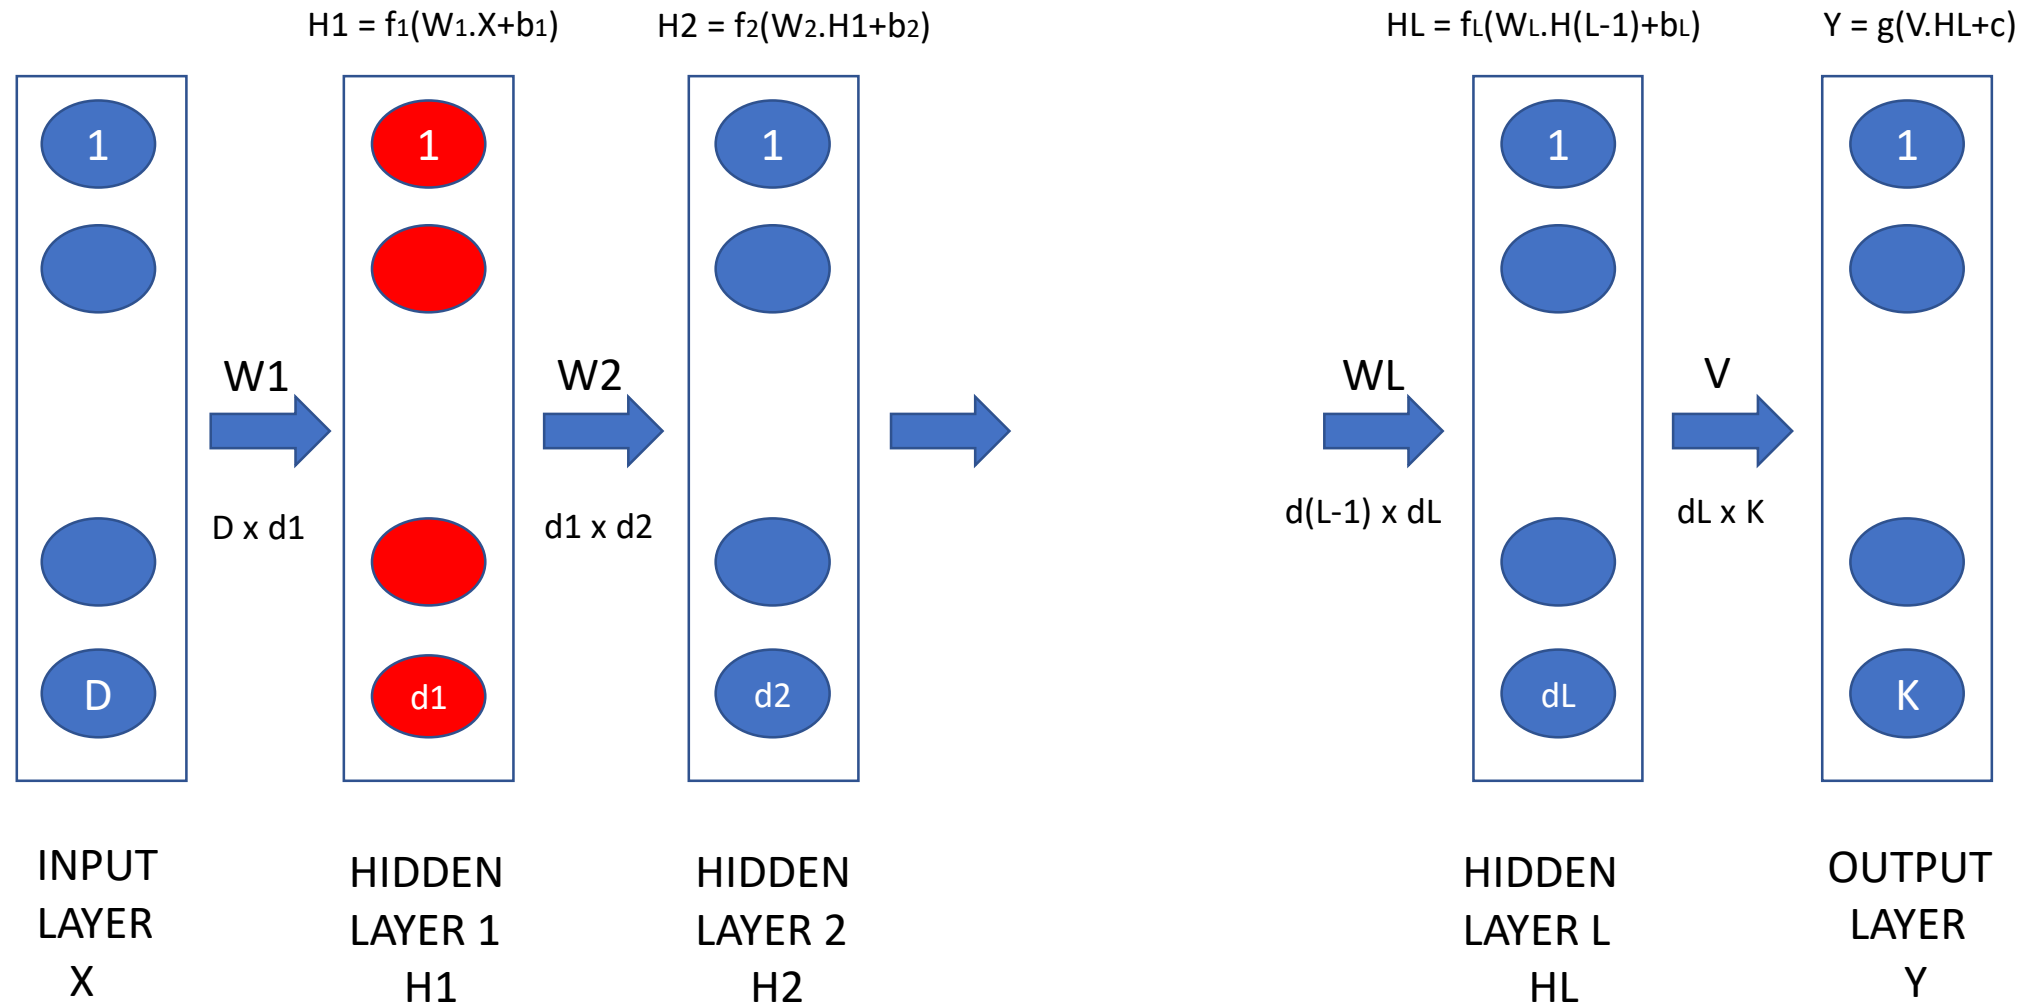 H1 = f1(W1.X+b1)
H2 = f2(W2.H1+b2)
HL = fL(WL.H(L-1)+bL)
Y = g(V.HL+c)
1
1
1
1
1
W1
W2
WL
V
D x d1
d1 x d2
d(L-1) x dL
dL x K
D
d1
d2
dL
K
INPUT
LAYER
X
HIDDEN
LAYER 1
H1
HIDDEN
LAYER 2
H2
HIDDEN
LAYER L
HL
OUTPUT
LAYER
Y